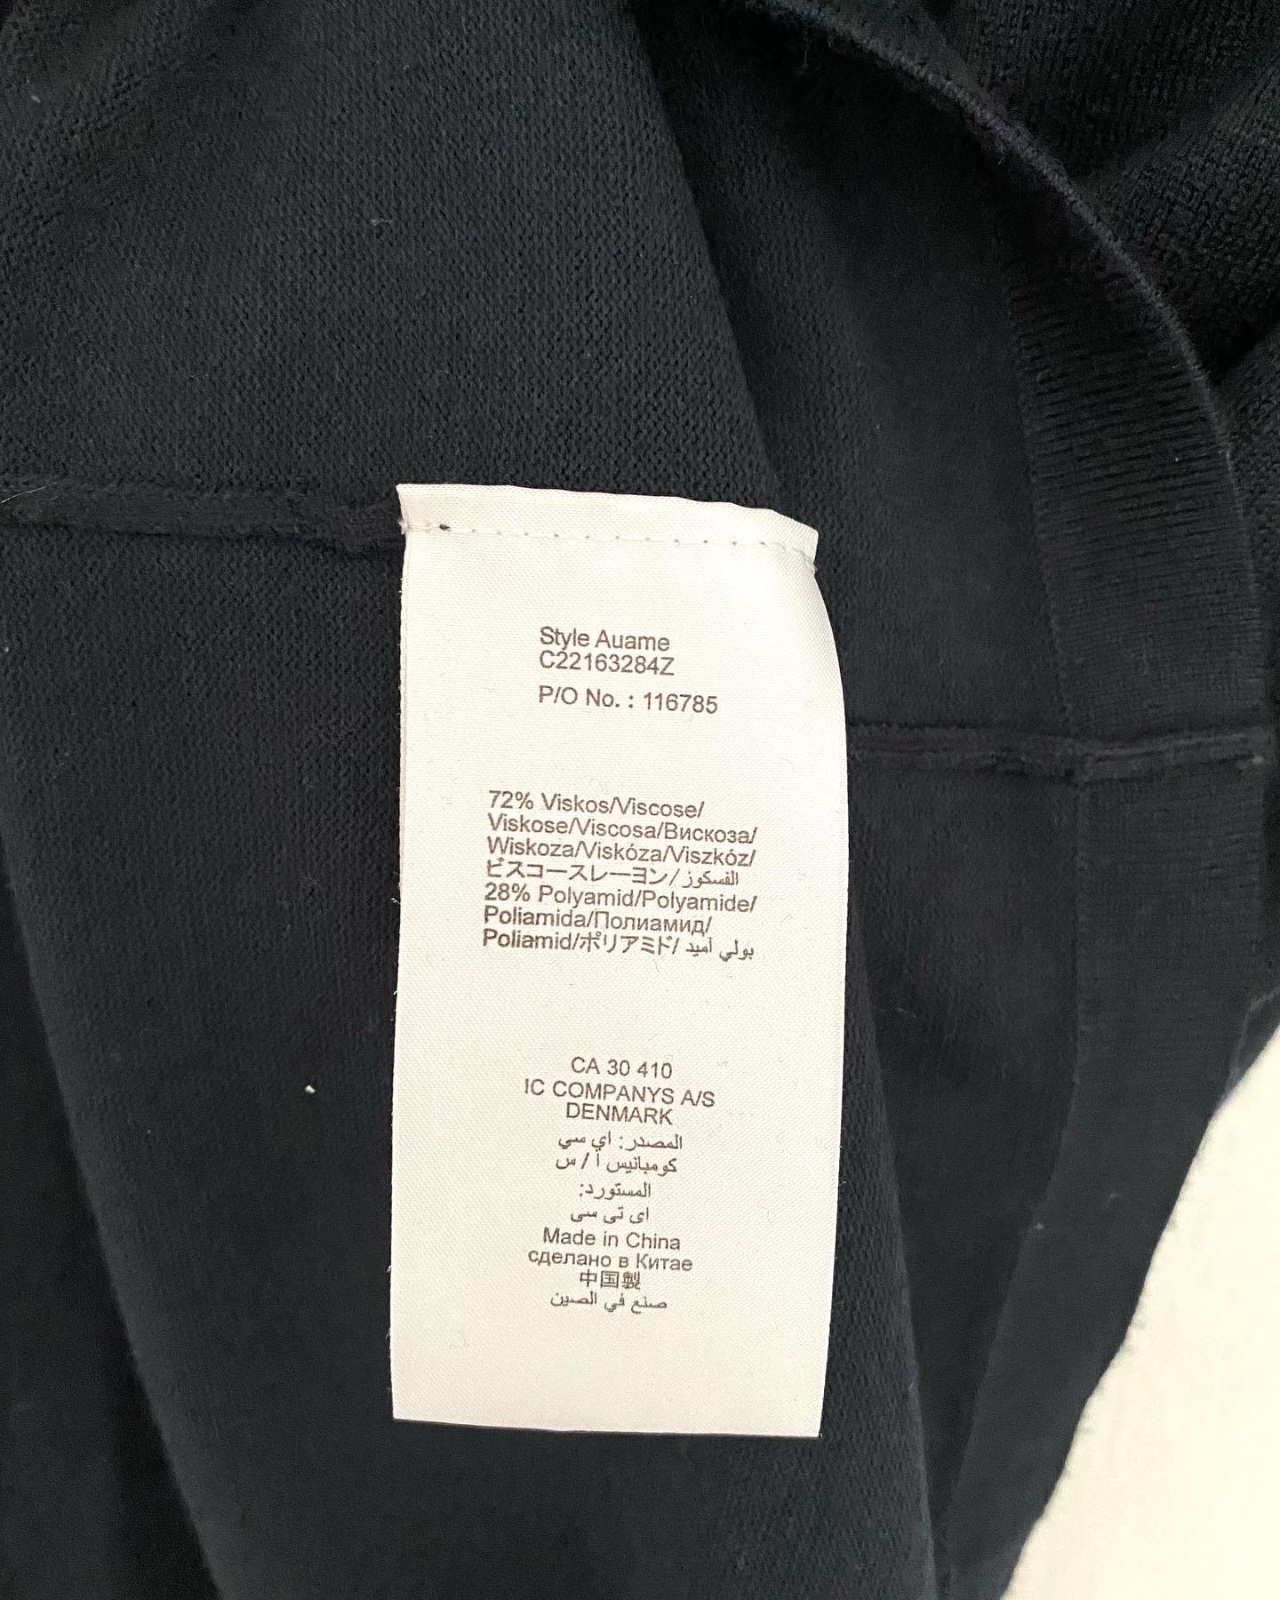 Style Auame
C22163284Z
P/O No. : 116785
72% Viskos/Viscose/
Viskose/Viscosa/Вискоза/
Wiskoza/Viskóza/Viszkóz/
ビスコースレーヨン/الفسكوز
28% Polyamid/Polyamide/
Poliamida/Полиамид/
Poliamid/ポリアミド/بولي أميد
CA 30 410
IC COMPANYS A/S
DENMARK
المصدر: اي سي
كومبانيس أ / س
المستورد:
اى تى سى
Made in China
сделано в Китае
中国製
صنع في الصين